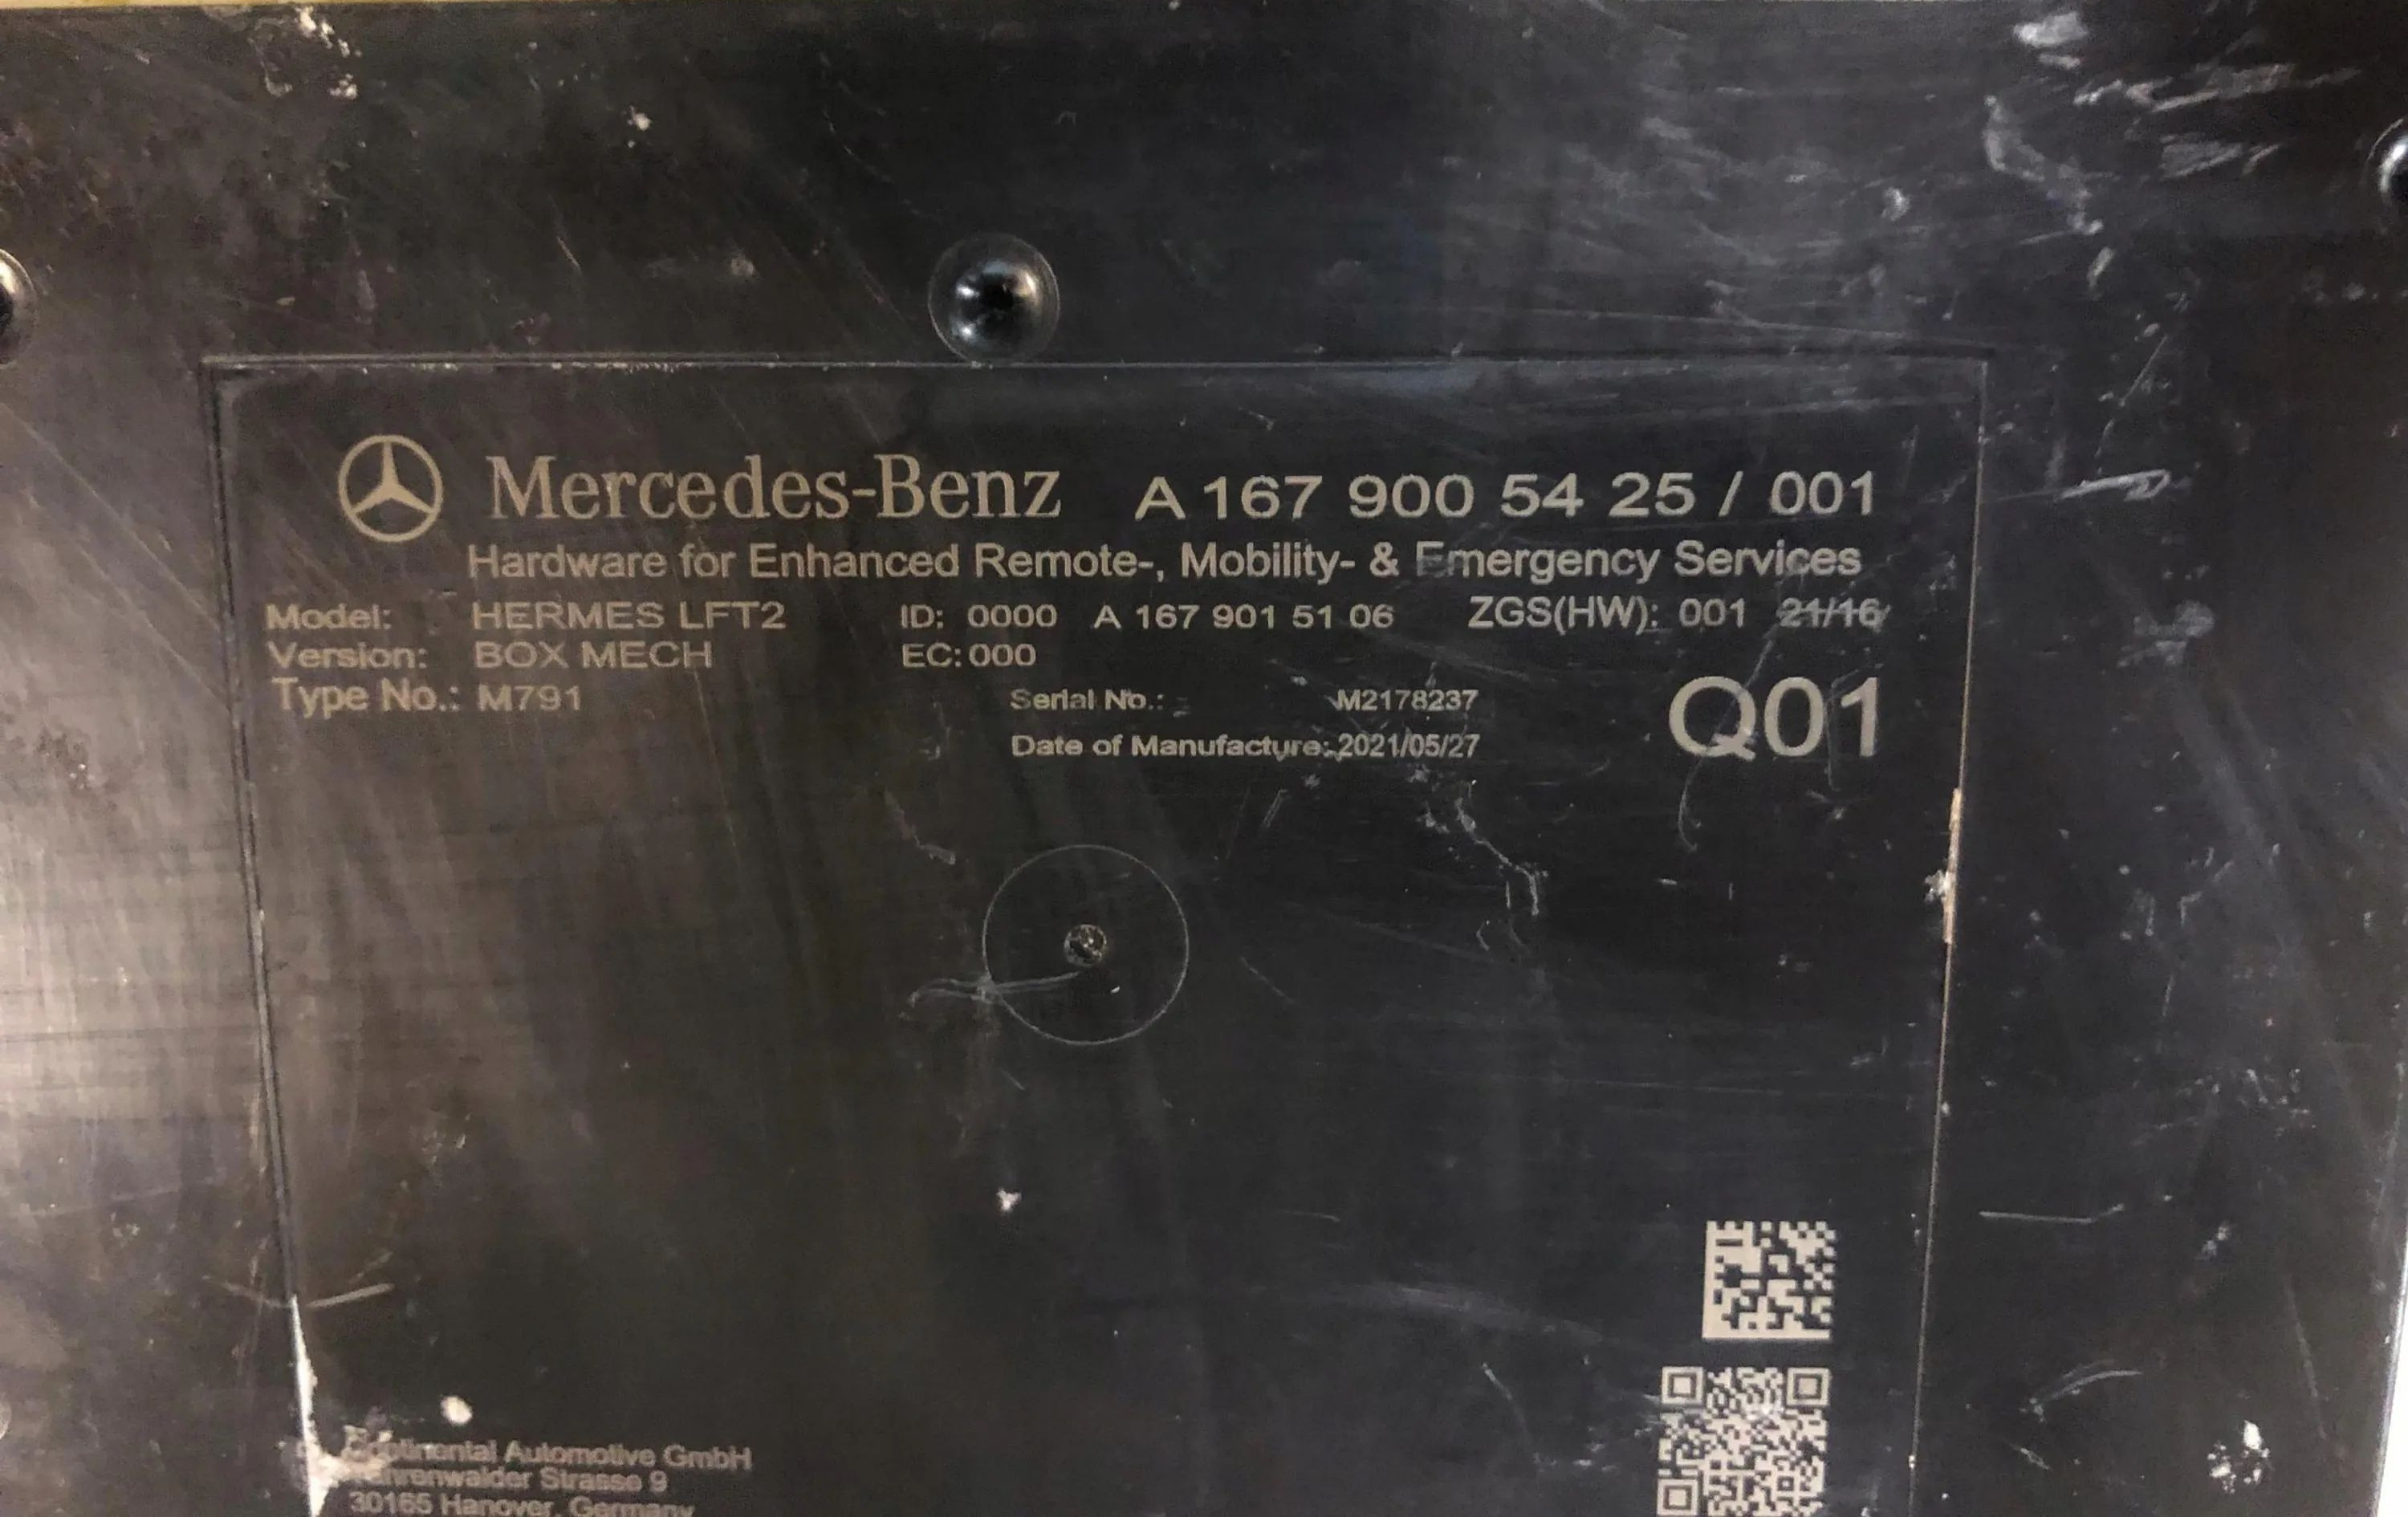 Mercedes-Benz A 167 900 54 25 / 001
Hardware for Enhanced Remote-, Mobility- & Emergency Services
Model: HERMES LFT2 ID: 0000 A 167 901 51 06 ZGS(HW): 001 21/16
Version: BOX MECH EC: 000
Type No.: M791
Serial No.: M2178237
Date of Manufacture: 2021/05/27
Q01
Continental Automotive GmbH
Vahrenwalder Strasse 9
30165 Hanover, Germany